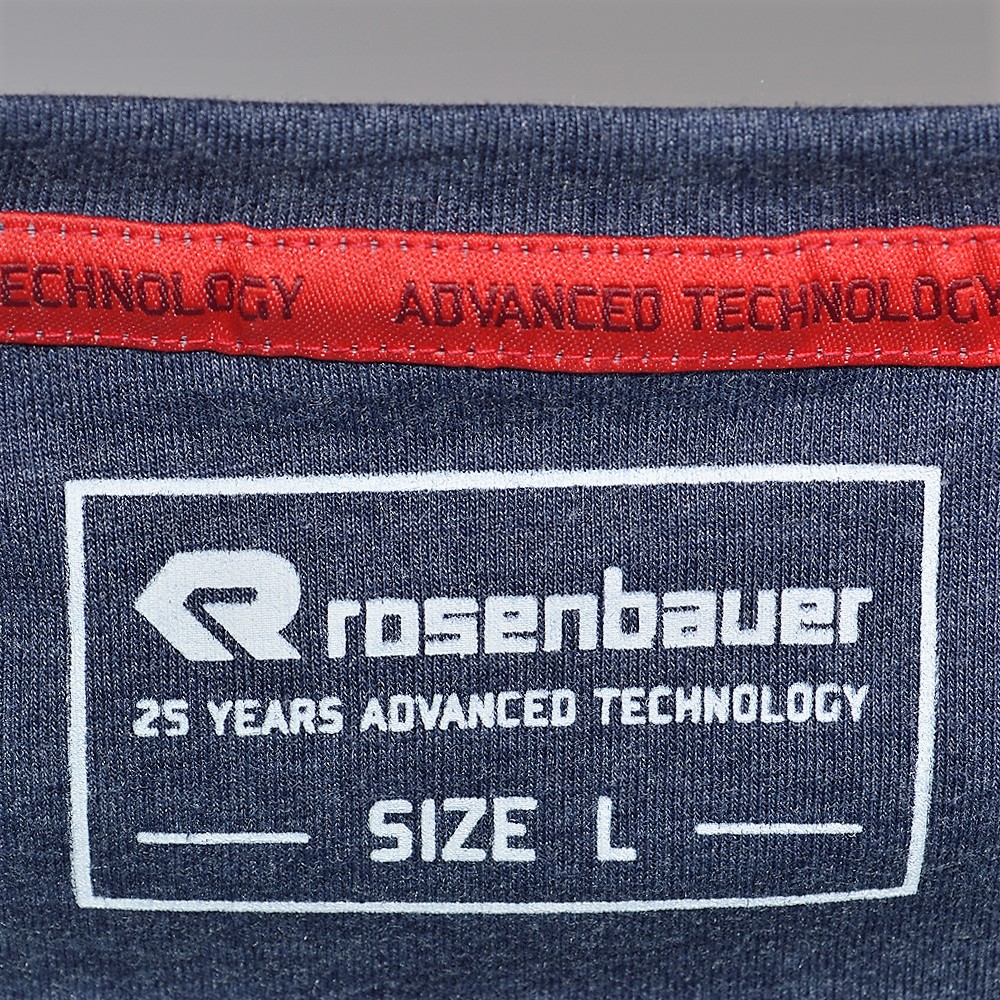 ECHNOLOGY ADVANCED TECHNOLOGY
rosenbauer
25 YEARS ADVANCED TECHNOLOGY
SIZE L